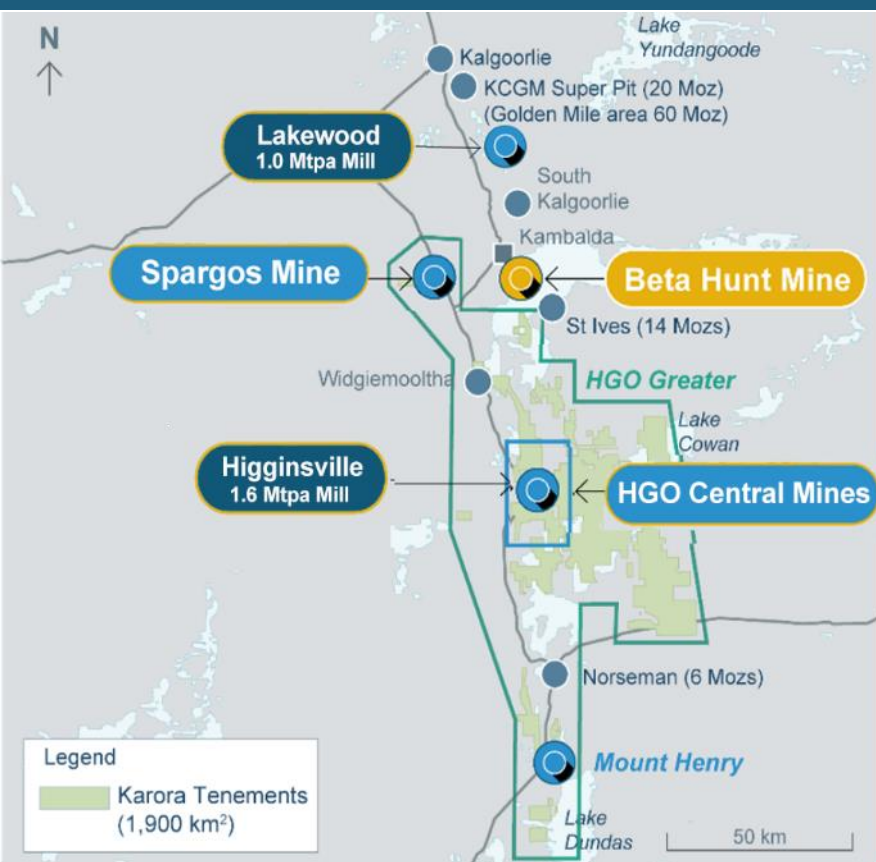 N
Lake
Yundangoode
Kalgoorlie
KCGM Super Pit (20 Moz)
(Golden Mile area 60 Moz)
Lakewood
1.0 Mtpa Mill
South
Kalgoorlie
Kambalda
Spargos Mine
Beta Hunt Mine
St Ives (14 Mozs)
Widgiemooltha
HGO Greater
Lake
Cowan
Higginsville
1.6 Mtpa Mill
HGO Central Mines
Norseman (6 Mozs)
Legend
Karora Tenements
(1,900 km²)
Mount Henry
Lake
Dundas
50 km